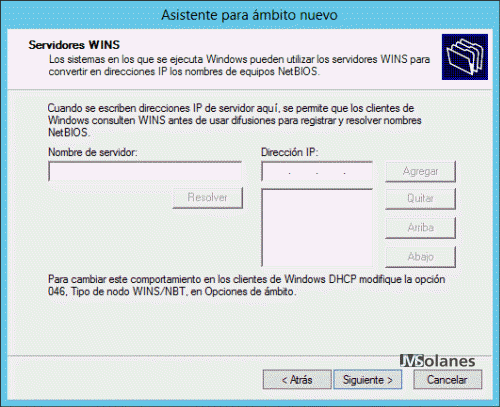 Asistente para ámbito nuevo
Servidores WINS
Los sistemas en los que se ejecuta Windows pueden utilizar los servidores WINS para
convertir en direcciones IP los nombres de equipos NetBIOS.
Cuando se escriben direcciones IP de servidor aquí, se permite que los clientes de
Windows consulten WINS antes de usar difusiones para registrar y resolver nombres
NetBIOS.
Nombre de servidor:
Dirección IP:
Agregar
Resolver
Quitar
Arriba
Abajo
Para cambiar este comportamiento en los clientes de Windows DHCP modifique la opción
046, Tipo de nodo WINS/NBT, en Opciones de ámbito.
JMSolanes
< Atrás
Siguiente >
Cancelar